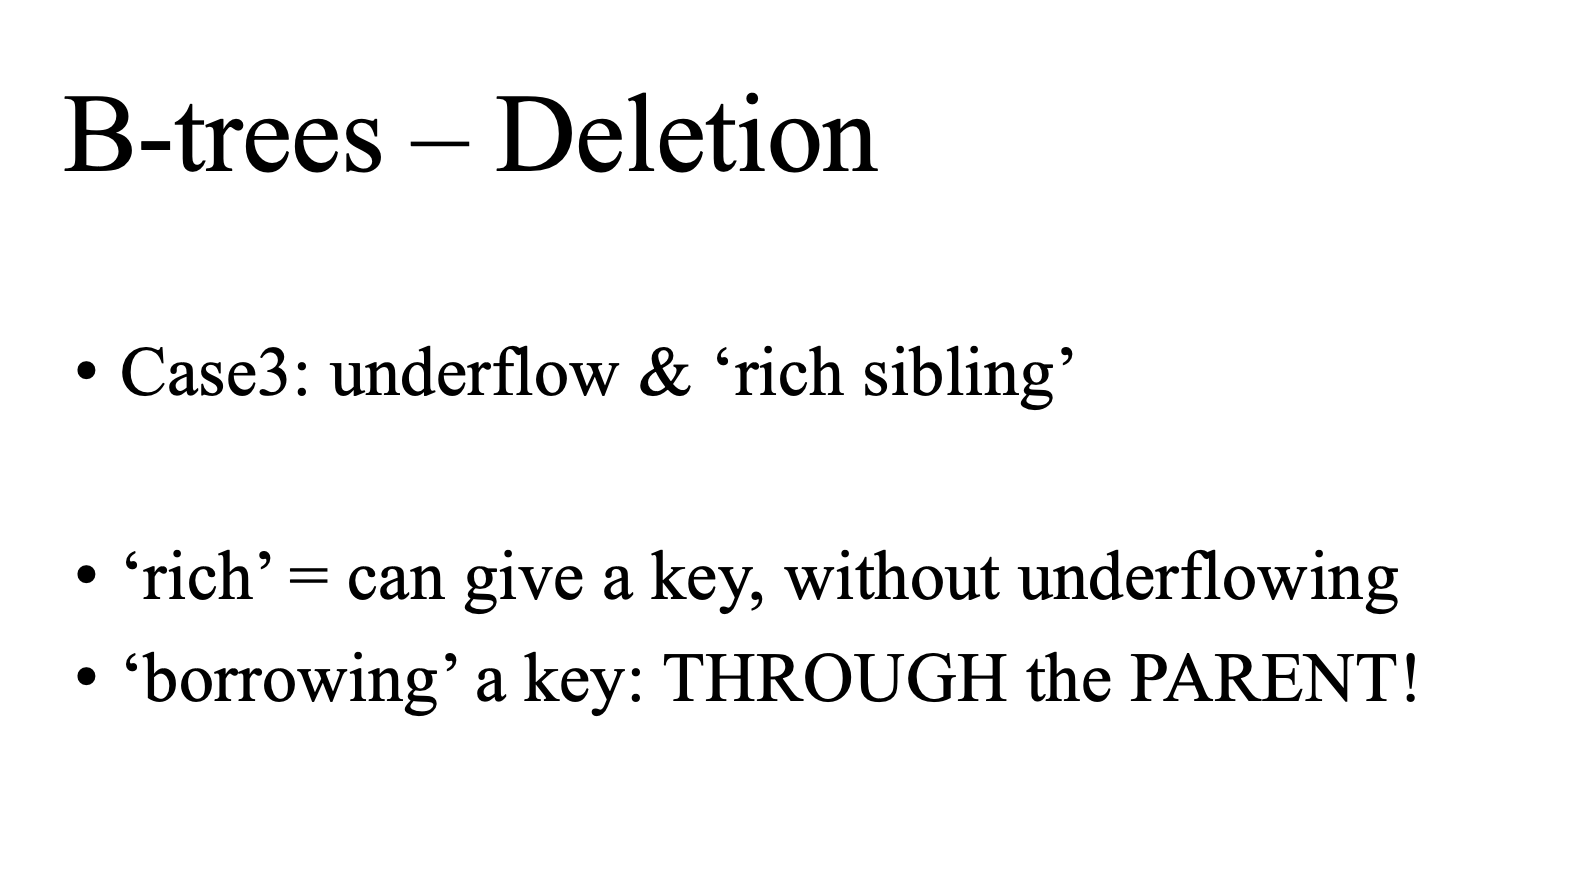 B-trees – Deletion
• Case3: underflow & ‘rich sibling’
• ‘rich’ = can give a key, without underflowing
• ‘borrowing’ a key: THROUGH the PARENT!